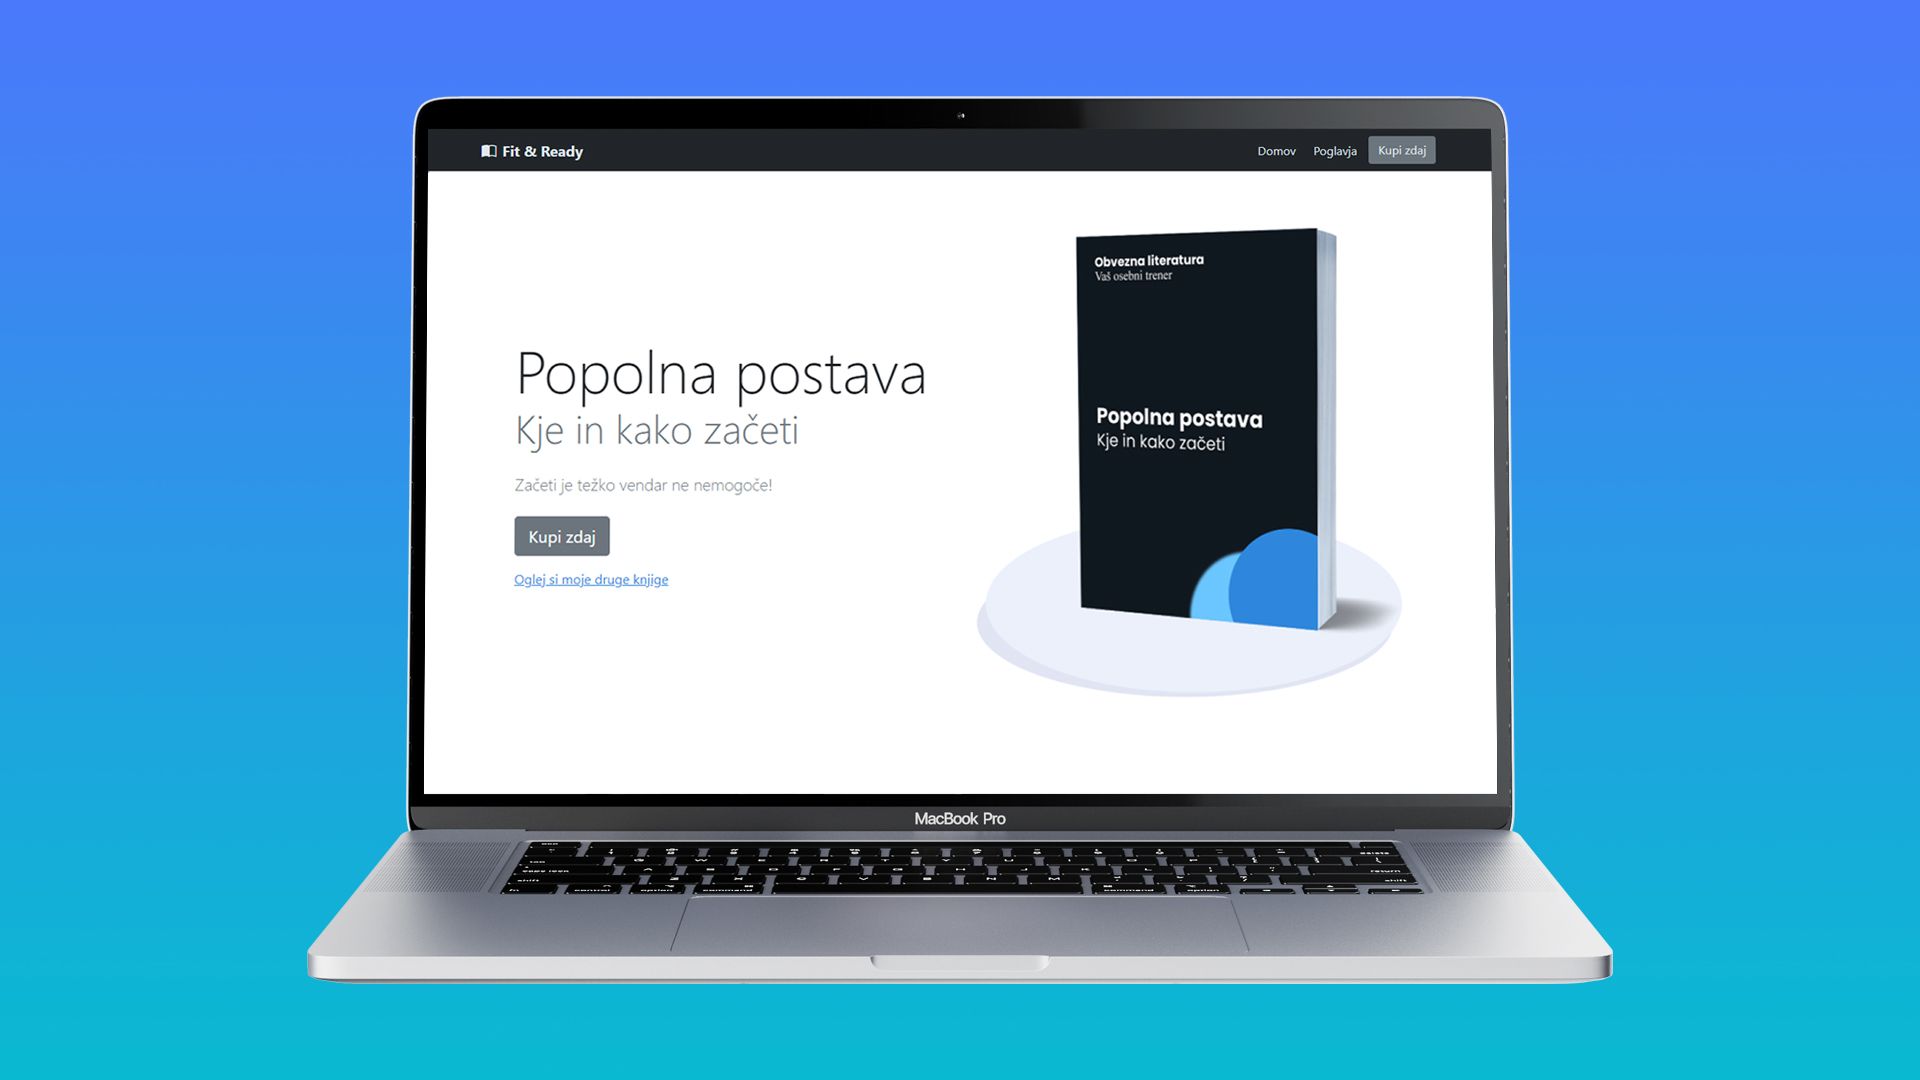 Fit & Ready
Domov Poglavja Kupi zdaj
Obvezna literatura
Vaš osebni trener
Popolna postava
Kje in kako začeti
Začeti je težko vendar ne nemogoče!
Kupi zdaj
Oglej si moje druge knjige
Popolna postava
Kje in kako začeti
MacBook Pro